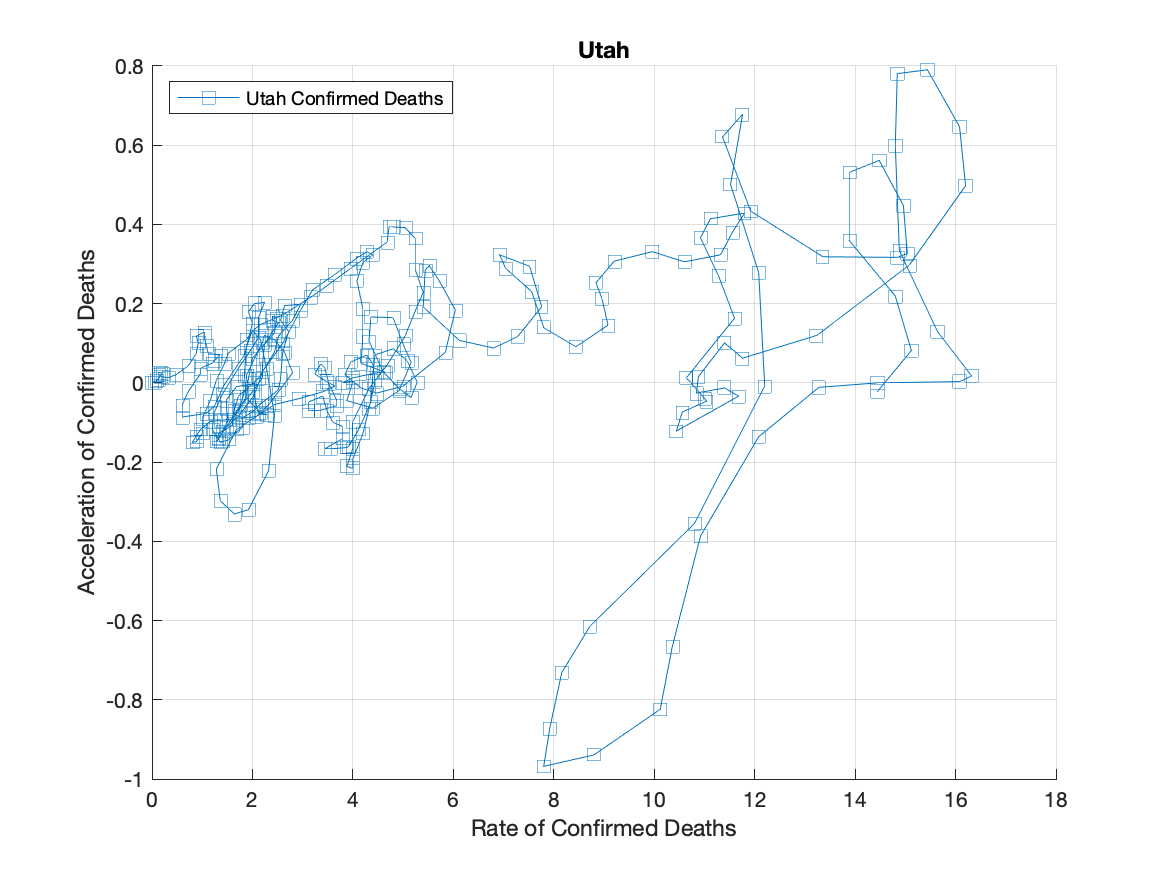 Utah
Utah Confirmed Deaths
0.8
0.6
0.4
0.2
0
-0.2
-0.4
-0.6
-0.8
-1
Acceleration of Confirmed Deaths
0 2 4 6 8 10 12 14 16 18
Rate of Confirmed Deaths